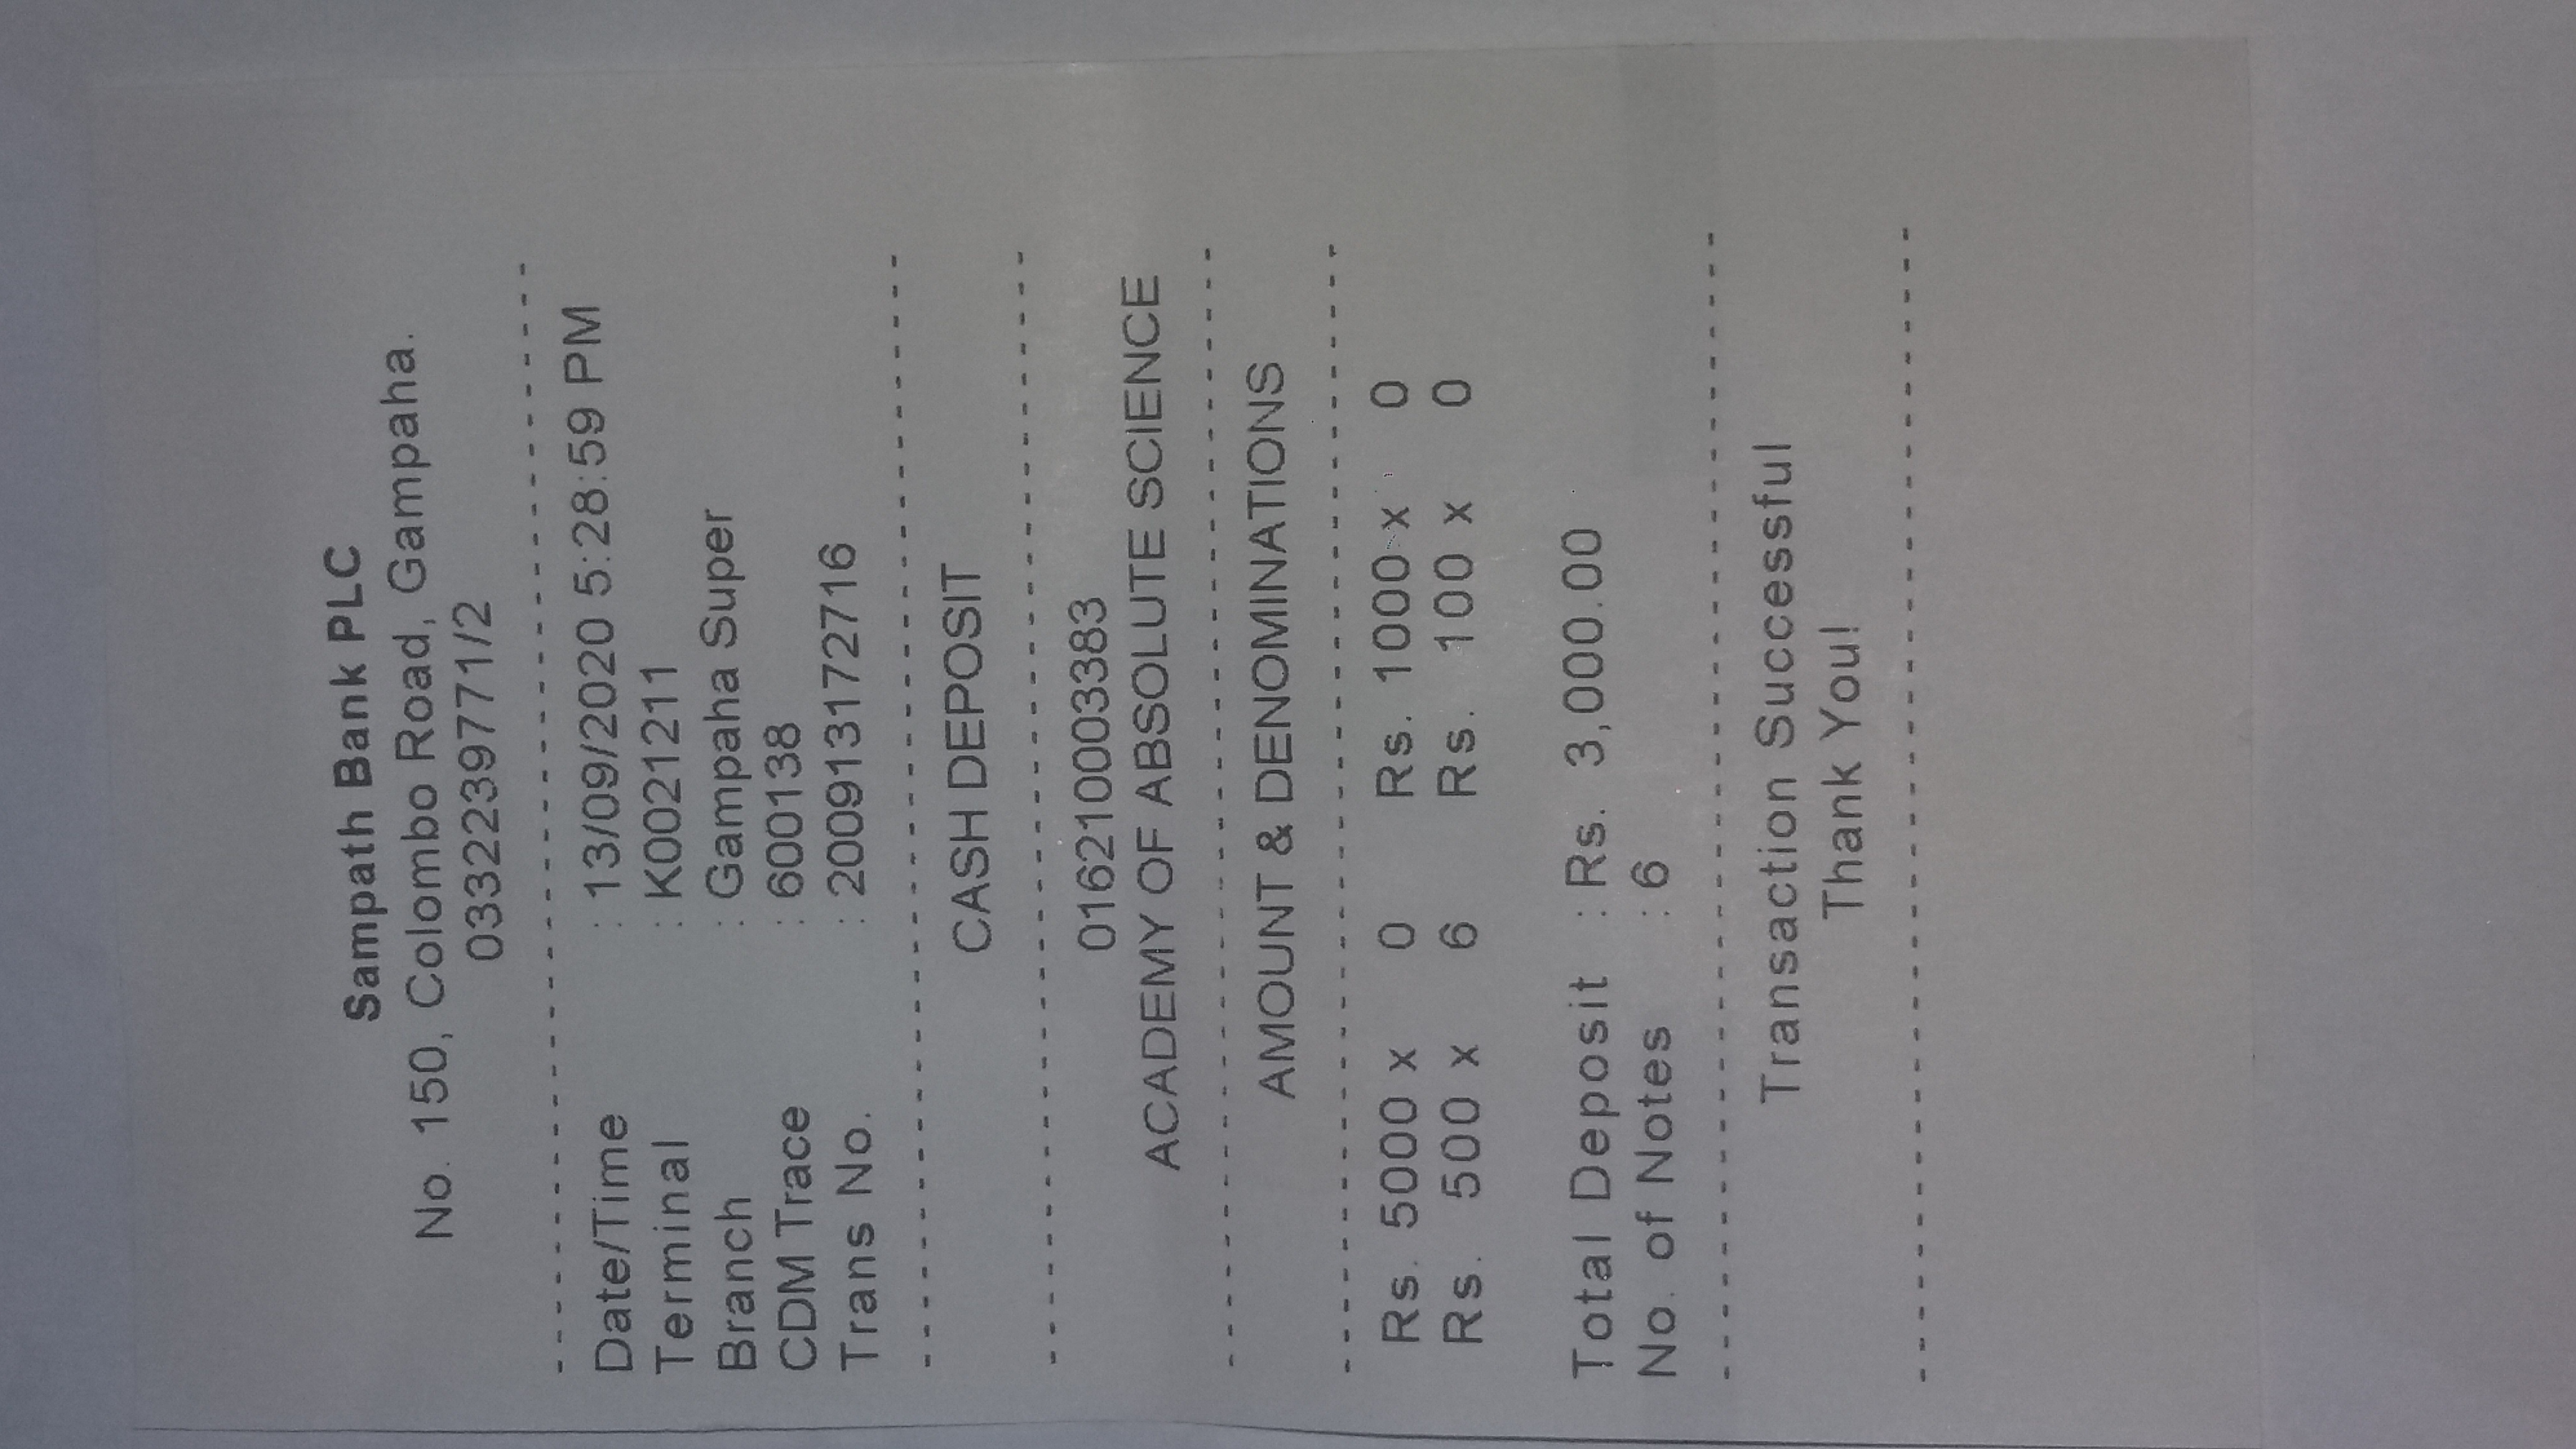 Sampath Bank PLC
No. 150, Colombo Road, Gampaha.
0332239771/2
--------------------------------------
Date/Time : 13/09/2020 5:28:59 PM
Terminal : K0021211
Branch : Gampaha Super
CDM Trace : 600138
Trans No. : 200913172716
--------------------------------------
CASH DEPOSIT
--------------------------------------
016210003383
ACADEMY OF ABSOLUTE SCIENCE
--------------------------------------
AMOUNT & DENOMINATIONS
--------------------------------------
Rs. 5000 x 0 Rs. 1000 x 0
Rs. 500 x 6 Rs. 100 x 0
Total Deposit : Rs. 3,000.00
No. of Notes : 6
--------------------------------------
Transaction Successful
Thank You!
--------------------------------------